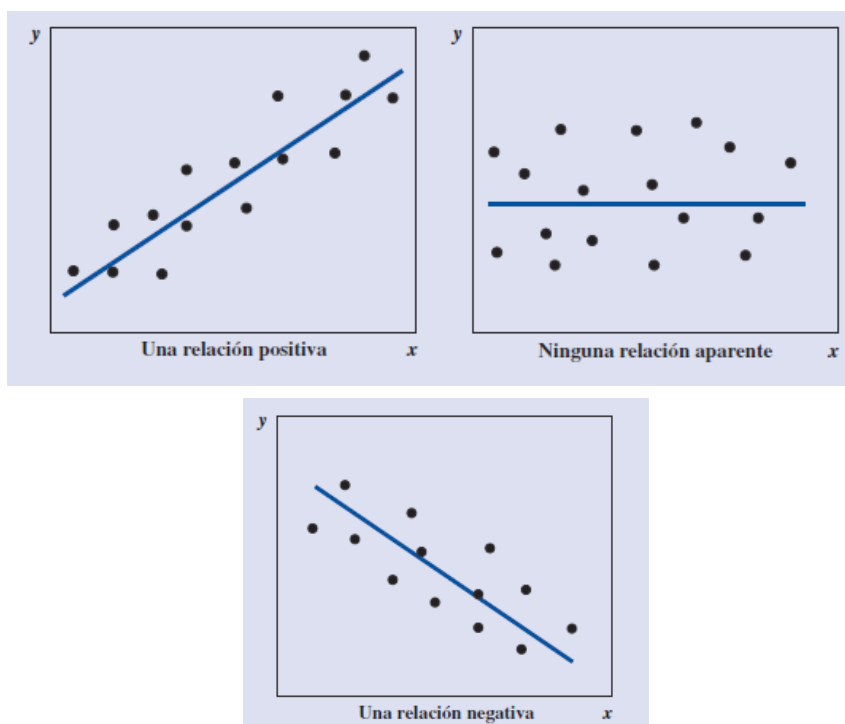 y
y
Una relación positiva x
Ninguna relación aparente x
y
Una relación negativa x